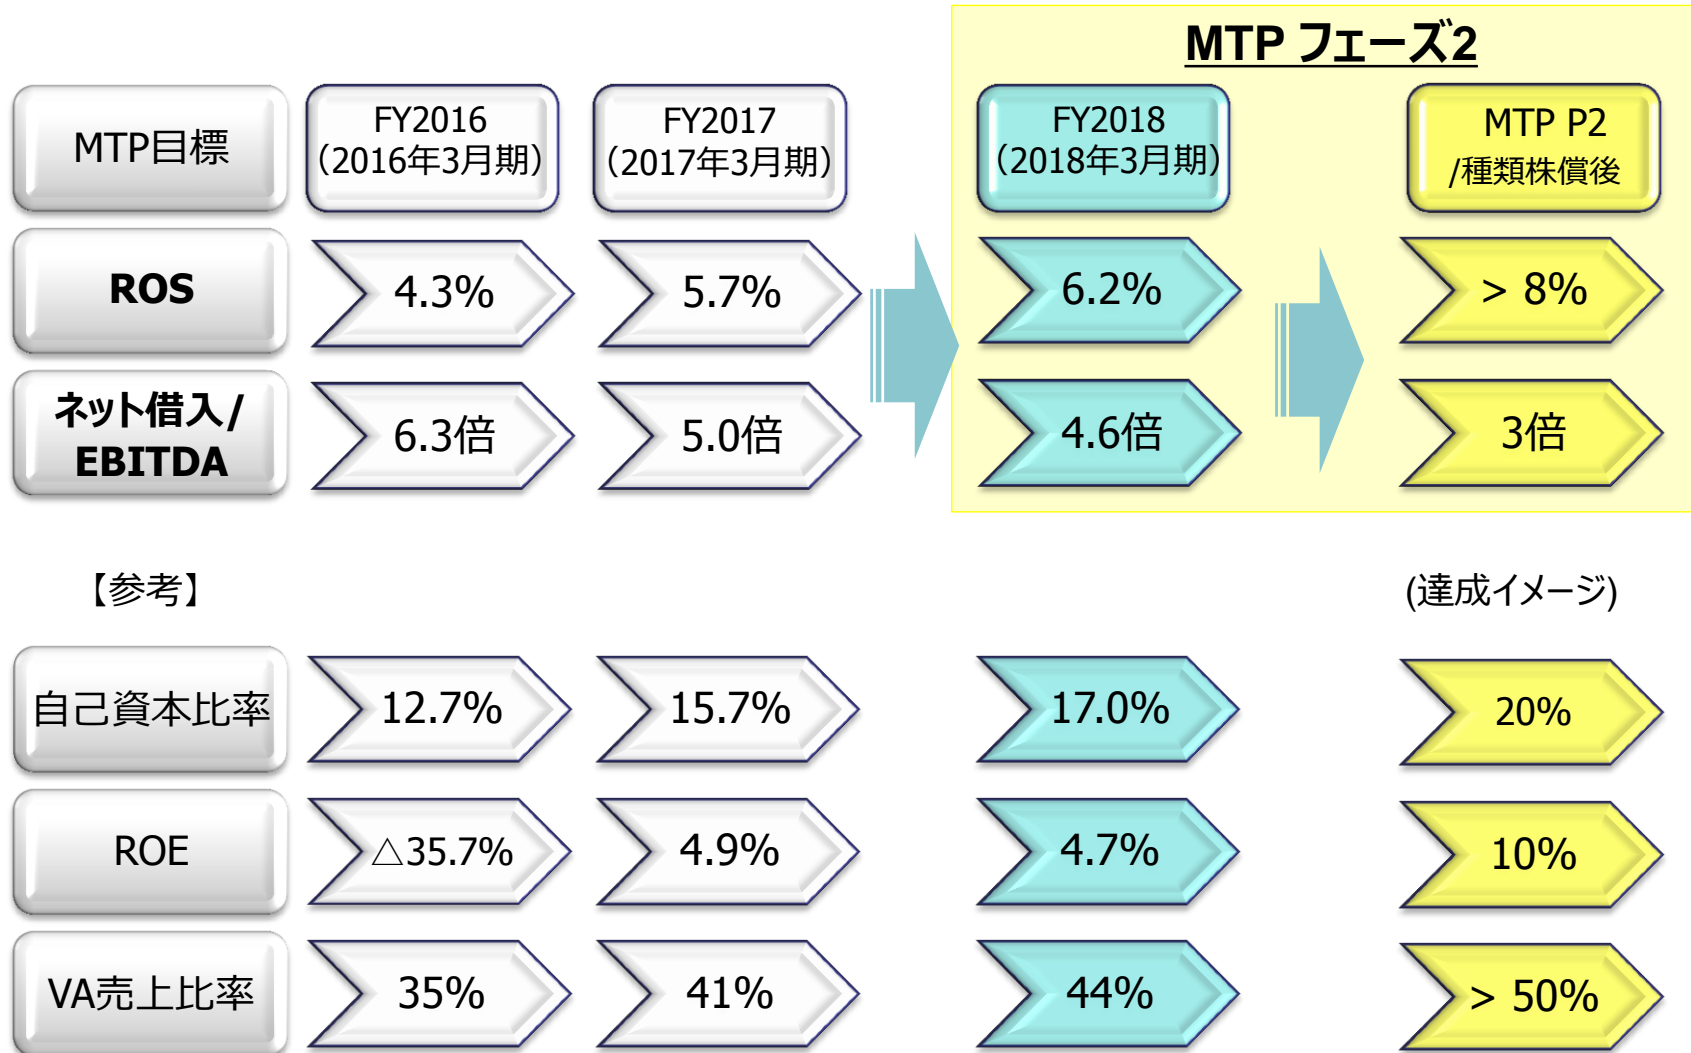 MTP フェーズ2
MTP目標
FY2016
（2016年3月期）
FY2017
（2017年3月期）
FY2018
（2018年3月期）
MTP P2
/種類株償後
ROS
4.3%
5.7%
6.2%
> 8%
ネット借入/
EBITDA
6.3倍
5.0倍
4.6倍
3倍
【参考】
(達成イメージ)
自己資本比率
12.7%
15.7%
17.0%
20%
ROE
△35.7%
4.9%
4.7%
10%
VA売上比率
35%
41%
44%
> 50%